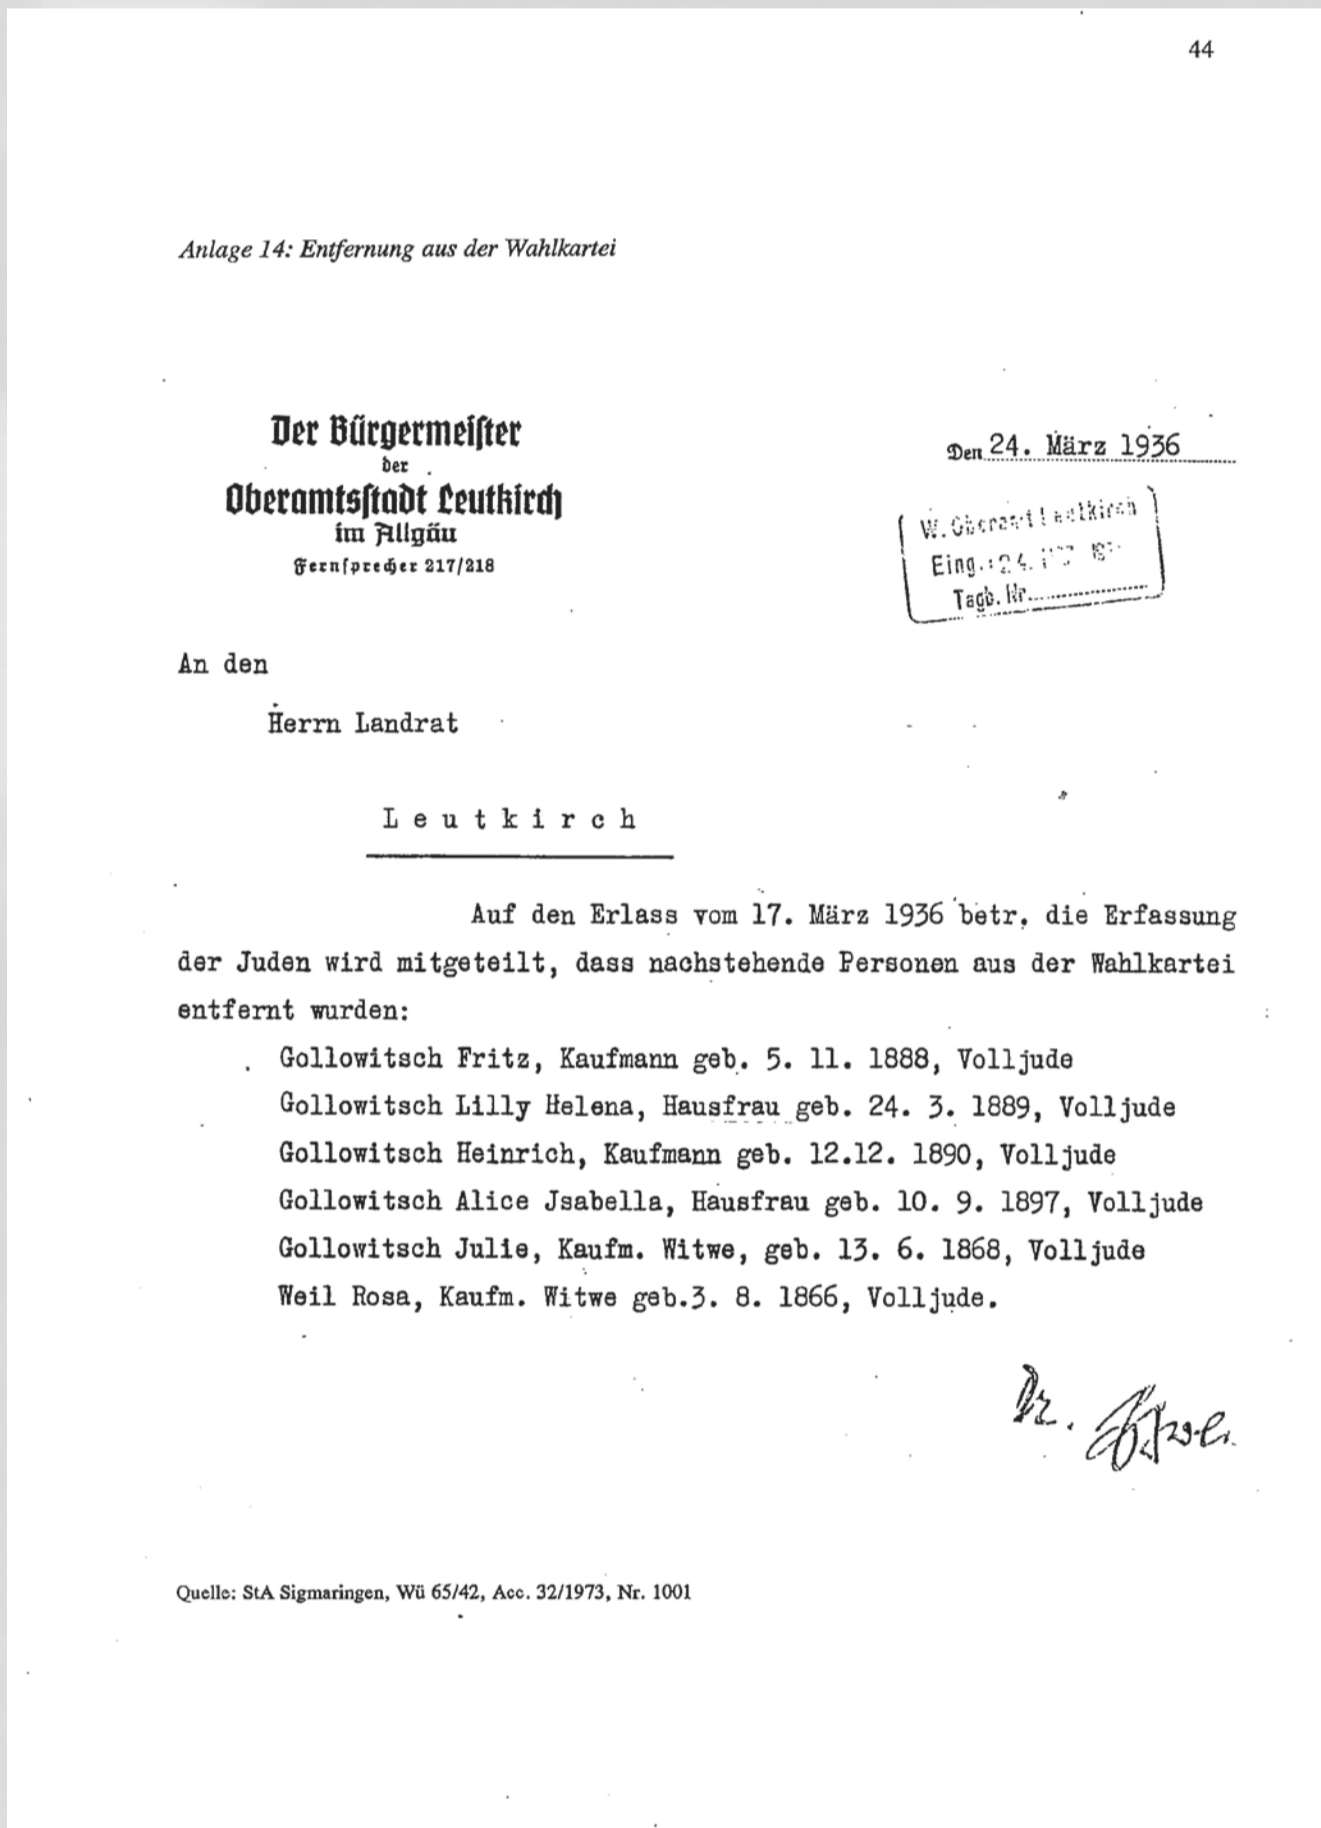 44
Anlage 14: Entfernung aus der Wahlkartei
Der Bürgermeister
der
Oberamtsstadt Leutkirch
im Allgäu
Fernsprecher 217/218
Den 24. März 1936
W. Oberamt Leutkirch
Eing.: 24.
Tagb. Nr.
An den
Herrn Landrat
Leutkirch
Auf den Erlass vom 17. März 1936 betr. die Erfassung
der Juden wird mitgeteilt, dass nachstehende Personen aus der Wahlkartei
entfernt wurden:
Gollowitsch Fritz, Kaufmann geb. 5. 11. 1888, Volljude
Gollowitsch Lilly Helena, Hausfrau geb. 24. 3. 1889, Volljude
Gollowitsch Heinrich, Kaufmann geb. 12.12. 1890, Volljude
Gollowitsch Alice Jsabella, Hausfrau geb. 10. 9. 1897, Volljude
Gollowitsch Julie, Kaufm. Witwe, geb. 13. 6. 1868, Volljude
Weil Rosa, Kaufm. Witwe geb.3. 8. 1866, Volljude.
Dr.
Quelle: StA Sigmaringen, Wü 65/42, Acc. 32/1973, Nr. 1001